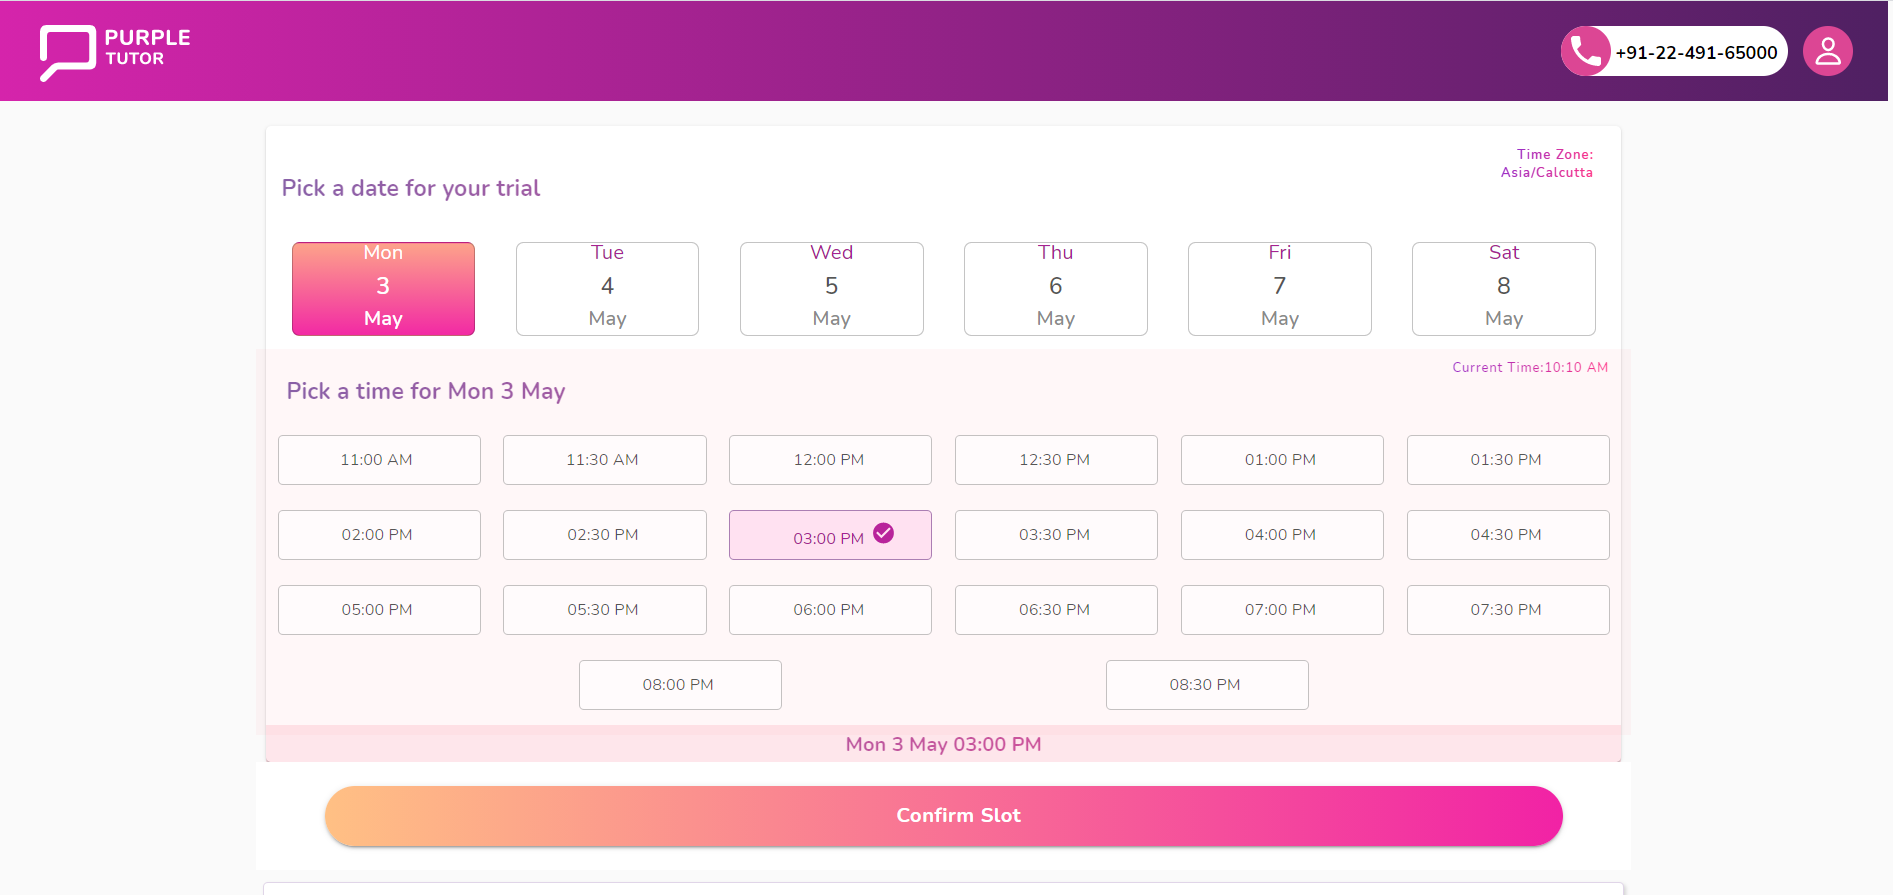 PURPLE
TUTOR
+91-22-491-65000
Time Zone:
Asia/Calcutta
Pick a date for your trial
Mon
3
May
Tue
4
May
Wed
5
May
Thu
6
May
Fri
7
May
Sat
8
May
Current Time:10:10 AM
Pick a time for Mon 3 May
11:00 AM
11:30 AM
12:00 PM
12:30 PM
01:00 PM
01:30 PM
02:00 PM
02:30 PM
03:00 PM
03:30 PM
04:00 PM
04:30 PM
05:00 PM
05:30 PM
06:00 PM
06:30 PM
07:00 PM
07:30 PM
08:00 PM
08:30 PM
Mon 3 May 03:00 PM
Confirm Slot